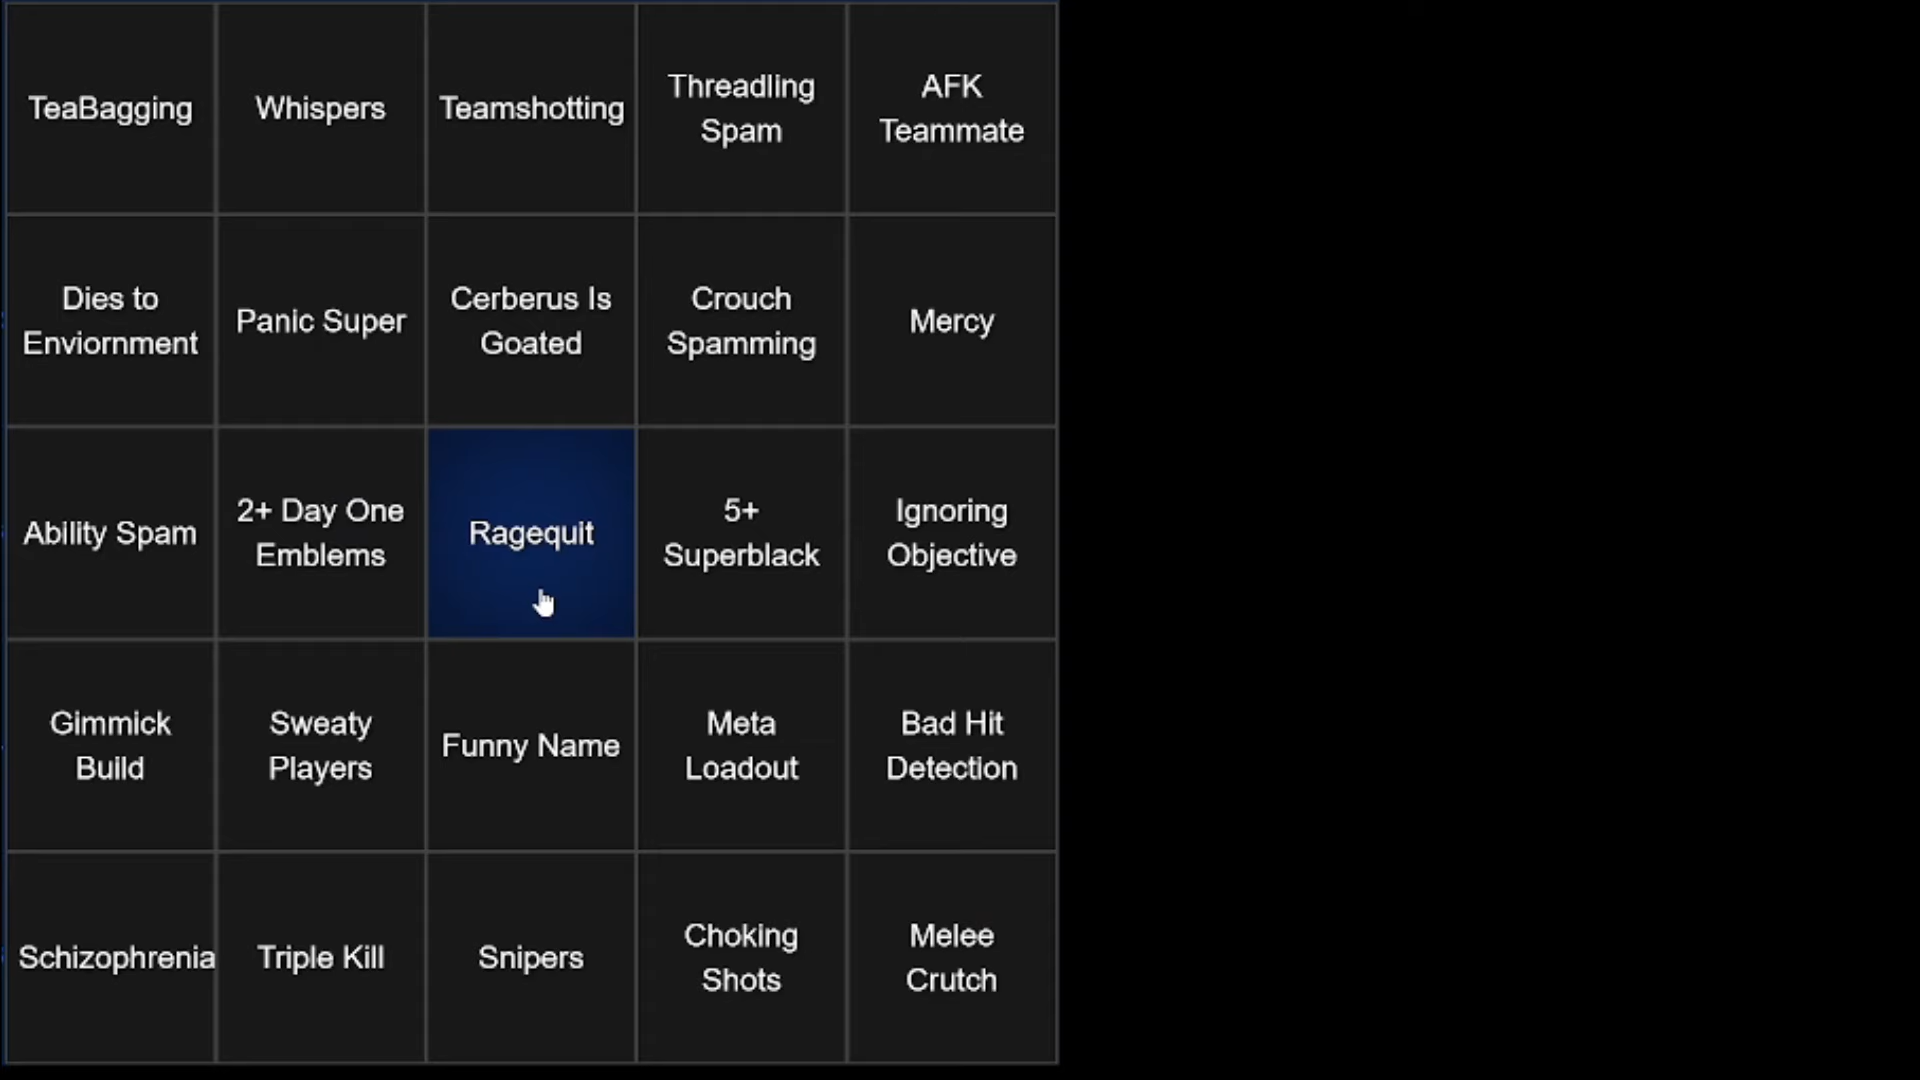 TeaBagging
Whispers
Teamshotting
Threadling
Spam
AFK
Teammate
Dies to
Enviornment
Panic Super
Cerberus Is
Goated
Crouch
Spamming
Mercy
Ability Spam
2+ Day One
Emblems
Ragequit
5+
Superblack
Ignoring
Objective
Gimmick
Build
Sweaty
Players
Funny Name
Meta
Loadout
Bad Hit
Detection
Schizophrenia
Triple Kill
Snipers
Choking
Shots
Melee
Crutch